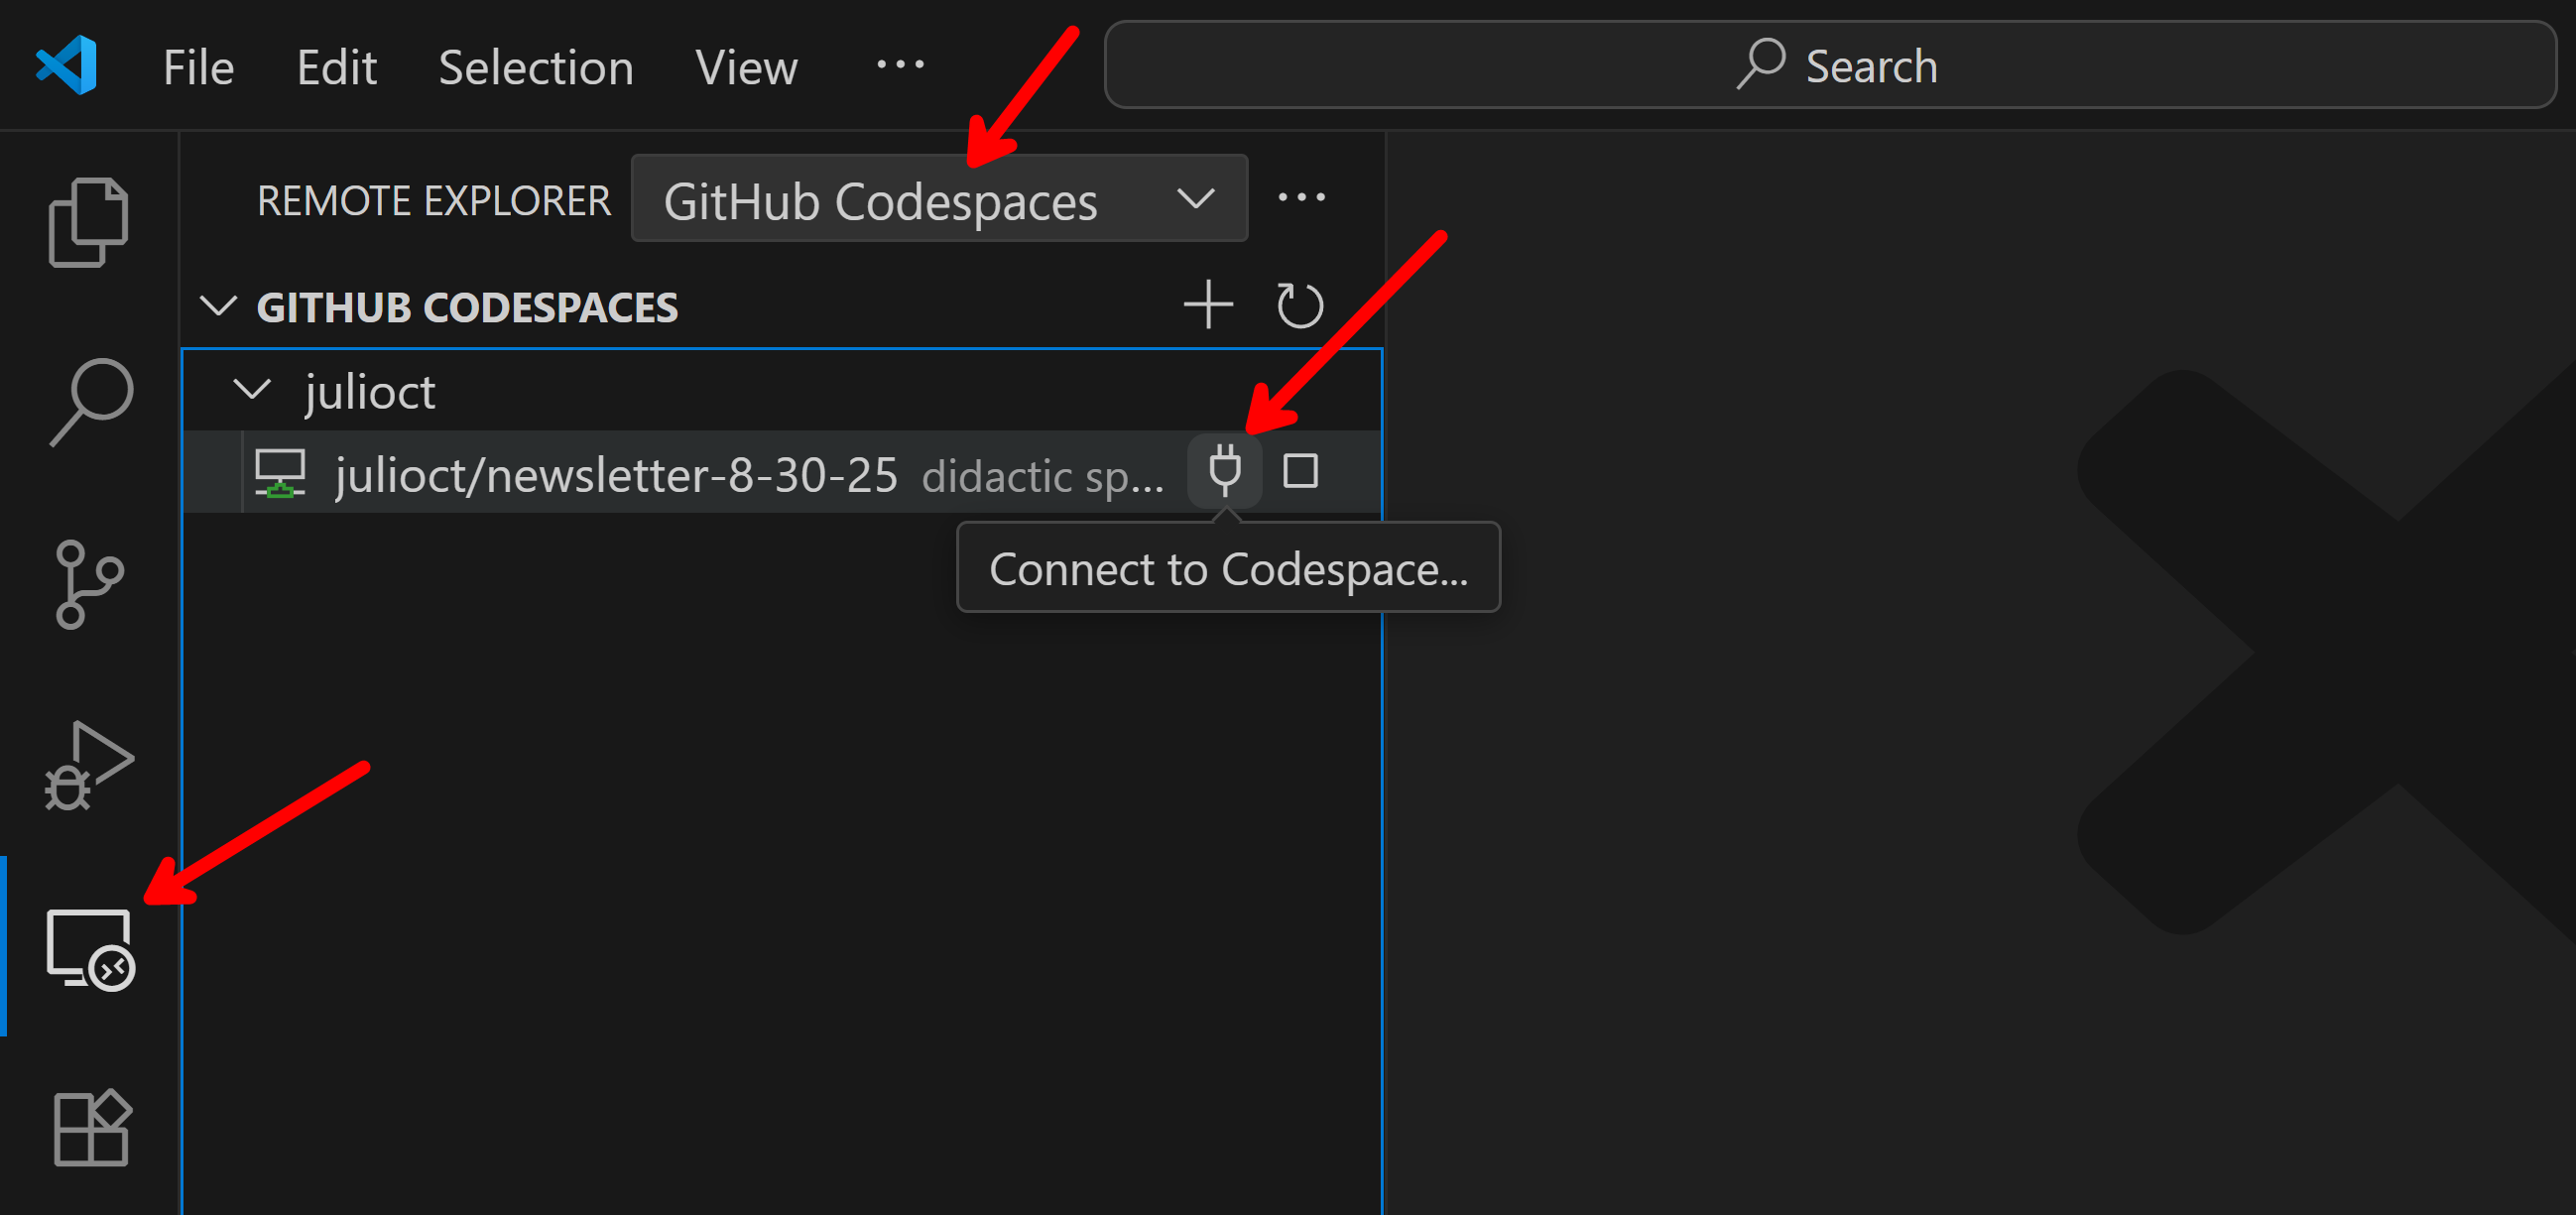 File Edit Selection View ... Search
REMOTE EXPLORER GitHub Codespaces ...
GITHUB CODESPACES
julioct
julioct/newsletter-8-30-25 didactic sp...
Connect to Codespace...